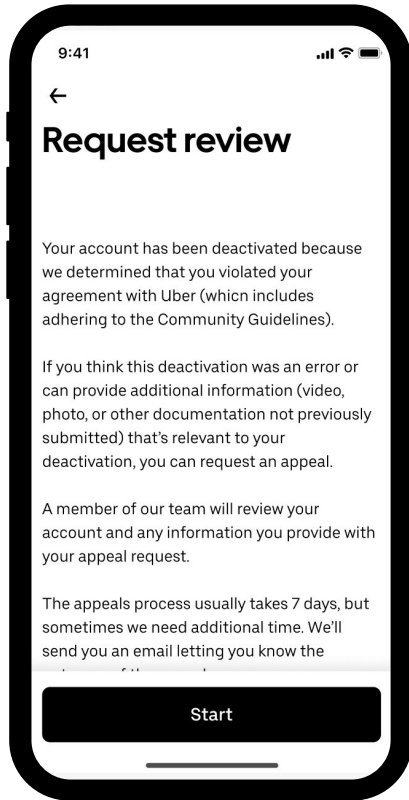 9:41
Request review
Your account has been deactivated because
we determined that you violated your
agreement with Uber (which includes
adhering to the Community Guidelines).
If you think this deactivation was an error or
can provide additional information (video,
photo, or other documentation not previously
submitted) that’s relevant to your
deactivation, you can request an appeal.
A member of our team will review your
account and any information you provide with
your appeal request.
The appeals process usually takes 7 days, but
sometimes we need additional time. We’ll
send you an email letting you know the
Start